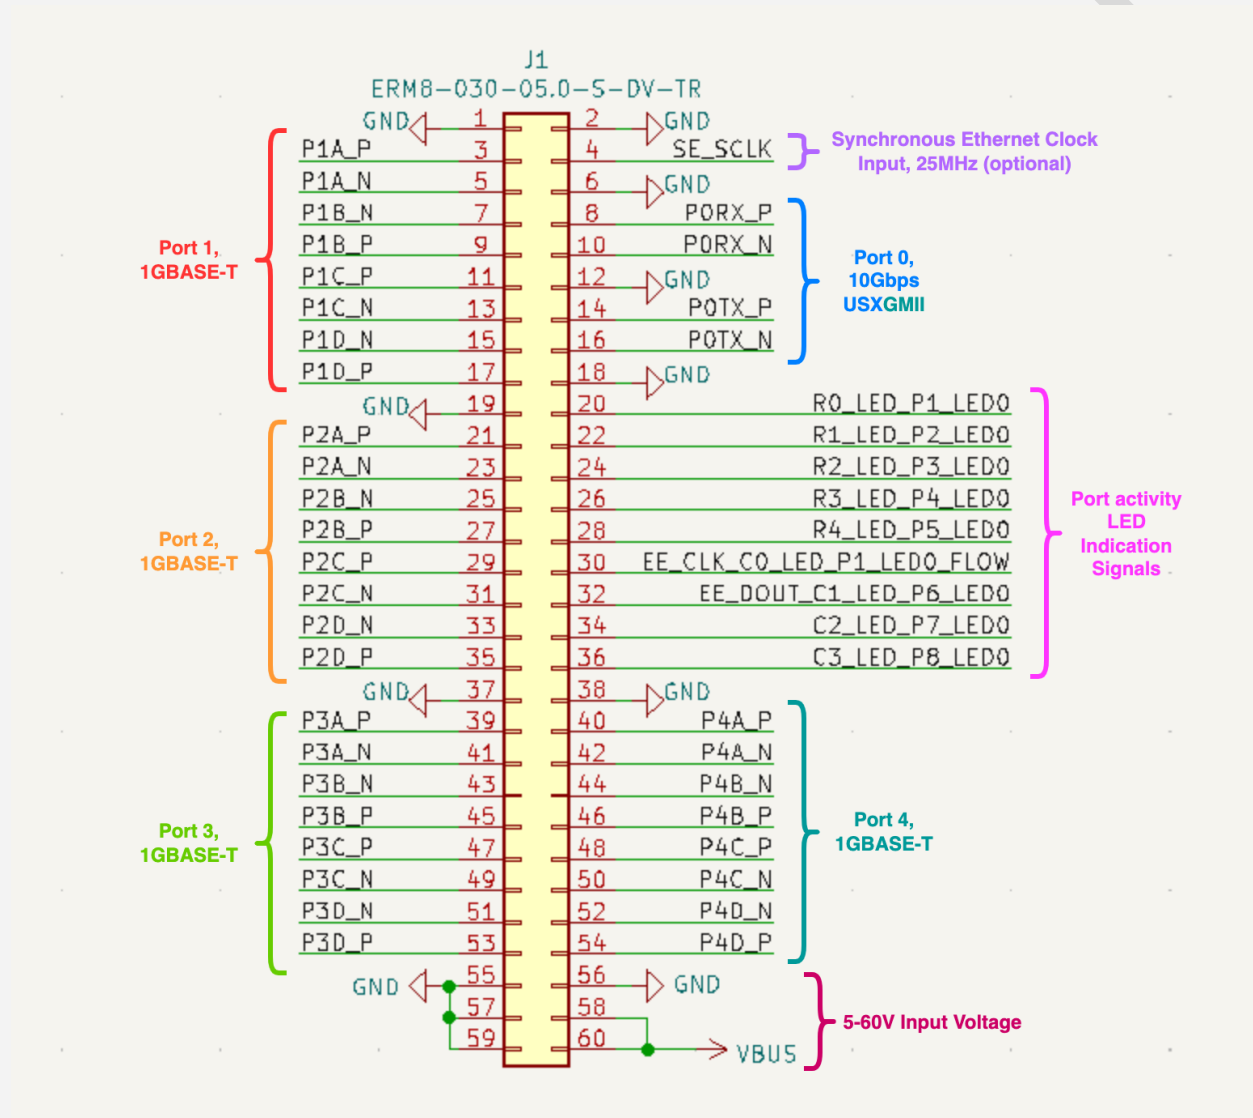 J1
ERM8-030-05.0-S-DV-TR
GND 1 2 GND
P1A_P 3 4 SE_SCLK
P1A_N 5 6 GND
P1B_N 7 8 P0RX_P
P1B_P 9 10 P0RX_N
P1C_P 11 12 GND
P1C_N 13 14 P0TX_P
P1D_N 15 16 P0TX_N
P1D_P 17 18 GND
GND 19 20 R0_LED_P1_LED0
P2A_P 21 22 R1_LED_P2_LED0
P2A_N 23 24 R2_LED_P3_LED0
P2B_N 25 26 R3_LED_P4_LED0
P2B_P 27 28 R4_LED_P5_LED0
P2C_P 29 30 EE_CLK_C0_LED_P1_LED0_FLOW
P2C_N 31 32 EE_DOUT_C1_LED_P6_LED0
P2D_N 33 34 C2_LED_P7_LED0
P2D_P 35 36 C3_LED_P8_LED0
GND 37 38 GND
P3A_P 39 40 P4A_P
P3A_N 41 42 P4A_N
P3B_N 43 44 P4B_N
P3B_P 45 46 P4B_P
P3C_P 47 48 P4C_P
P3C_N 49 50 P4C_N
P3D_N 51 52 P4D_N
P3D_P 53 54 P4D_P
GND 55 56 GND
57 58
59 60 VBUS
Port 1,
1GBASE-T
Port 2,
1GBASE-T
Port 3,
1GBASE-T
Synchronous Ethernet Clock
Input, 25MHz (optional)
Port 0,
10Gbps
USXGMII
Port activity
LED
Indication
Signals
Port 4,
1GBASE-T
5-60V Input Voltage